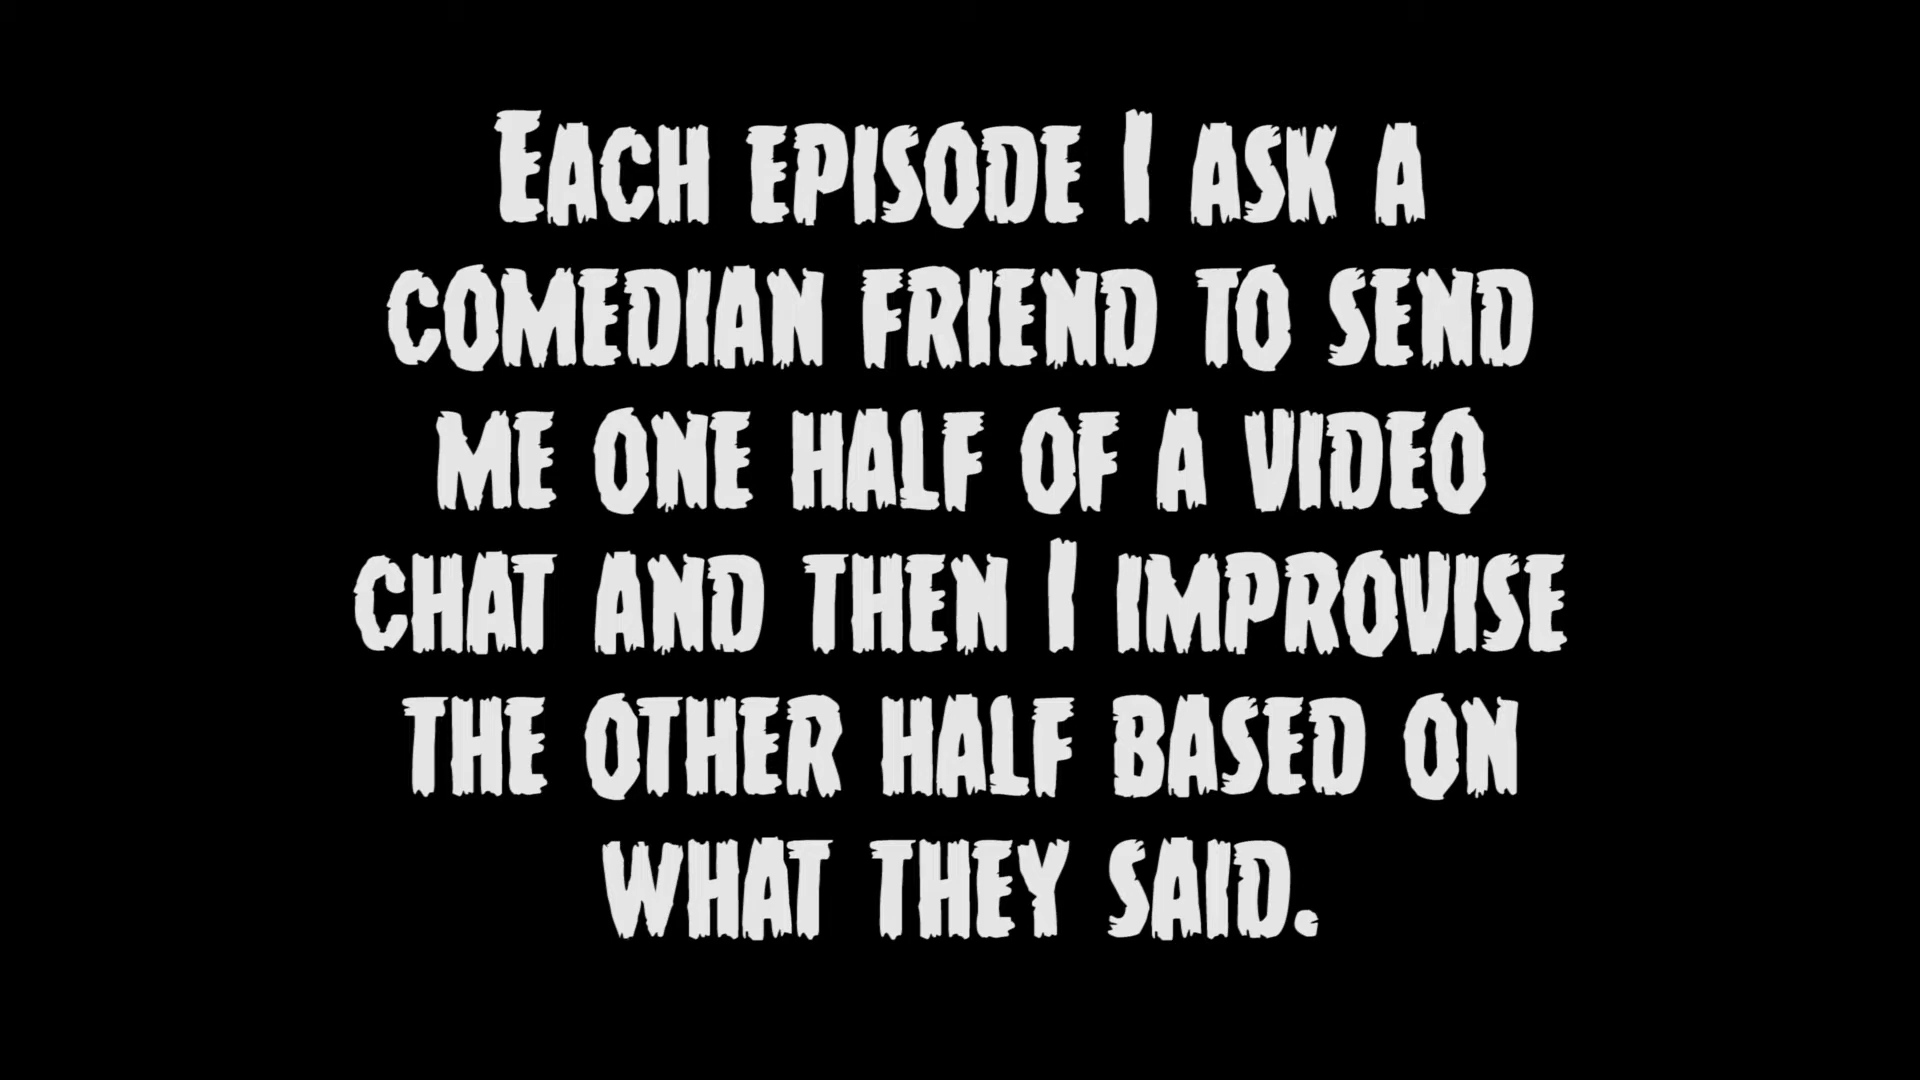 Each episode I ask a
comedian friend to send
me one half of a video
chat and then I improvise
the other half based on
what they said.